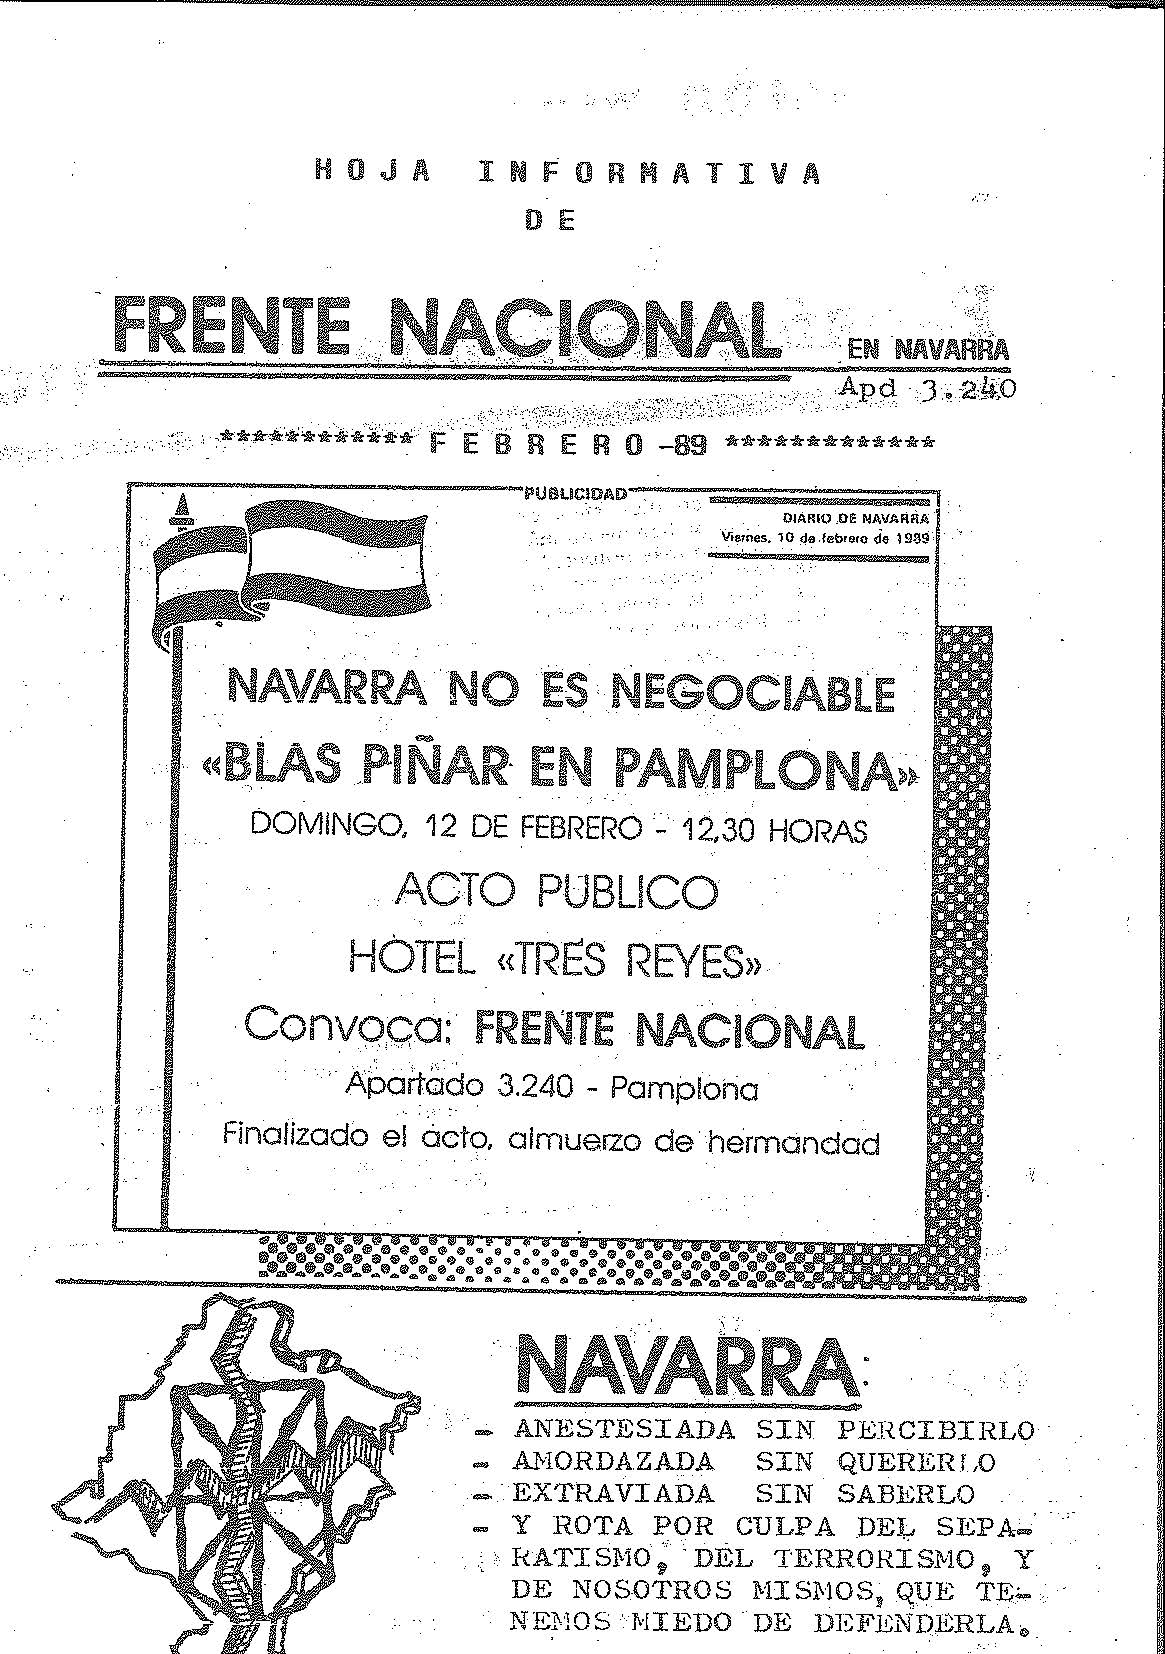 HOJA INFORMATIVA
DE
FRENTE NACIONAL EN NAVARRA
Apd 3.240
************ FEBRERO-89 *************
PUBLICIDAD
DIARIO DE NAVARRA
Viernes, 10 de febrero de 1989
NAVARRA NO ES NEGOCIABLE
«BLAS PIÑAR EN PAMPLONA»
DOMINGO, 12 DE FEBRERO - 12,30 HORAS
ACTO PUBLICO
HOTEL «TRES REYES»
Convoca: FRENTE NACIONAL
Apartado 3.240 - Pamplona
Finalizado el acto, almuerzo de hermandad
NAVARRA:
- ANESTESIADA SIN PERCIBIRLO
- AMORDAZADA SIN QUERERLO
- EXTRAVIADA SIN SABERLO
- Y ROTA POR CULPA DEL SEPA-
RATISMO, DEL TERRORISMO, Y
DE NOSOTROS MISMOS, QUE TE-
NEMOS MIEDO DE DEFENDERLA.